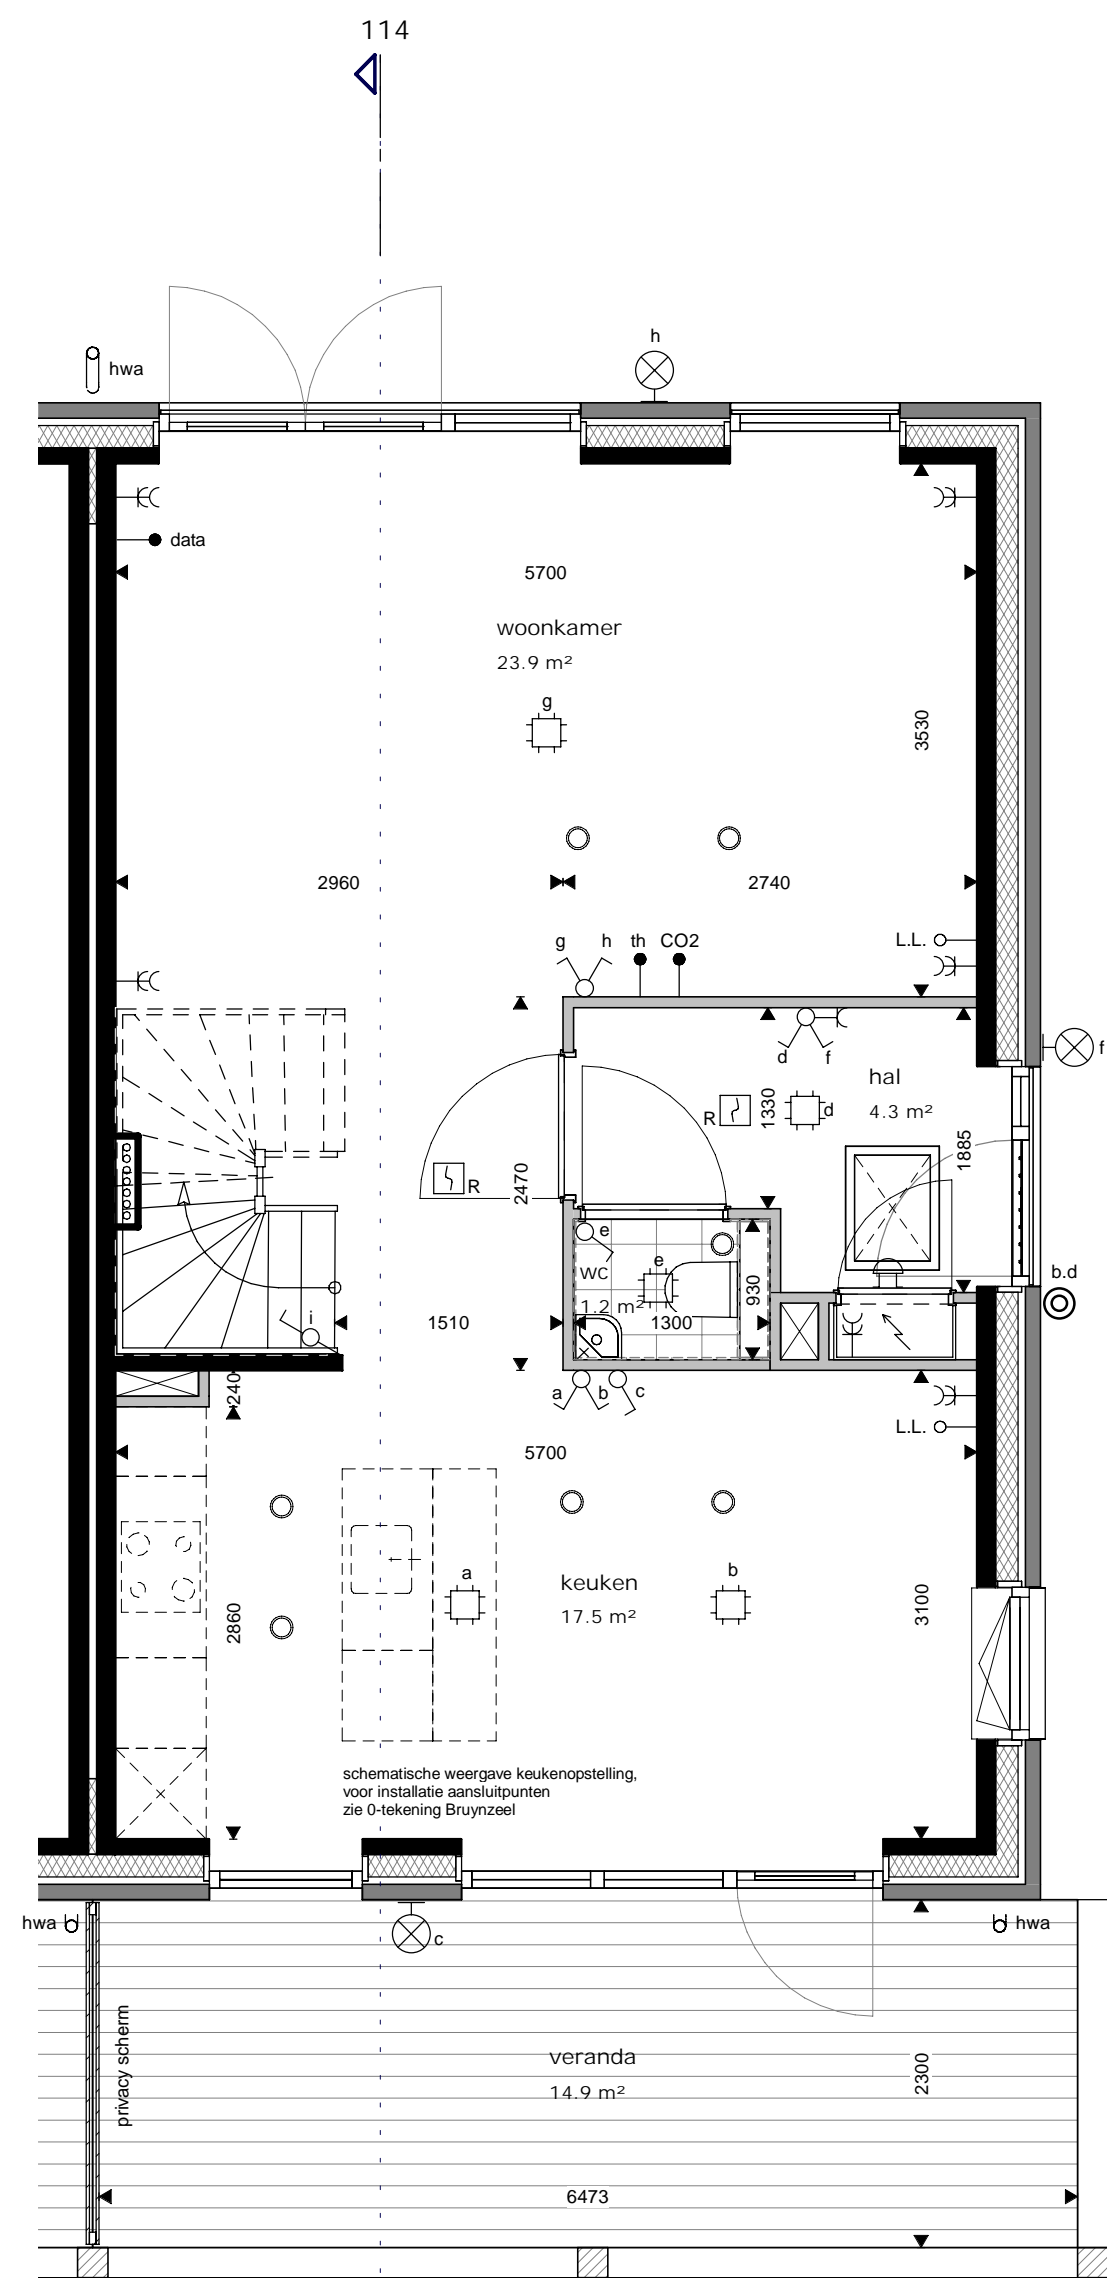 114
h
hwa
data
5700
woonkamer
23.9 m²
g
3530
2960
2740
g h th CO2
L.L.
d f
f
hal
4.3 m²
R
1330
d
1885
R
2470
e
wc
e
1.2 m²
930
b.d
i
1510
1300
240
a b c
L.L.
5700
a
b
keuken
17.5 m²
2860
3100
schematische weergave keukenopstelling,
voor installatie aansluitpunten
zie 0-tekening Bruynzeel
hwa
c
hwa
privacy scherm
veranda
14.9 m²
2300
6473